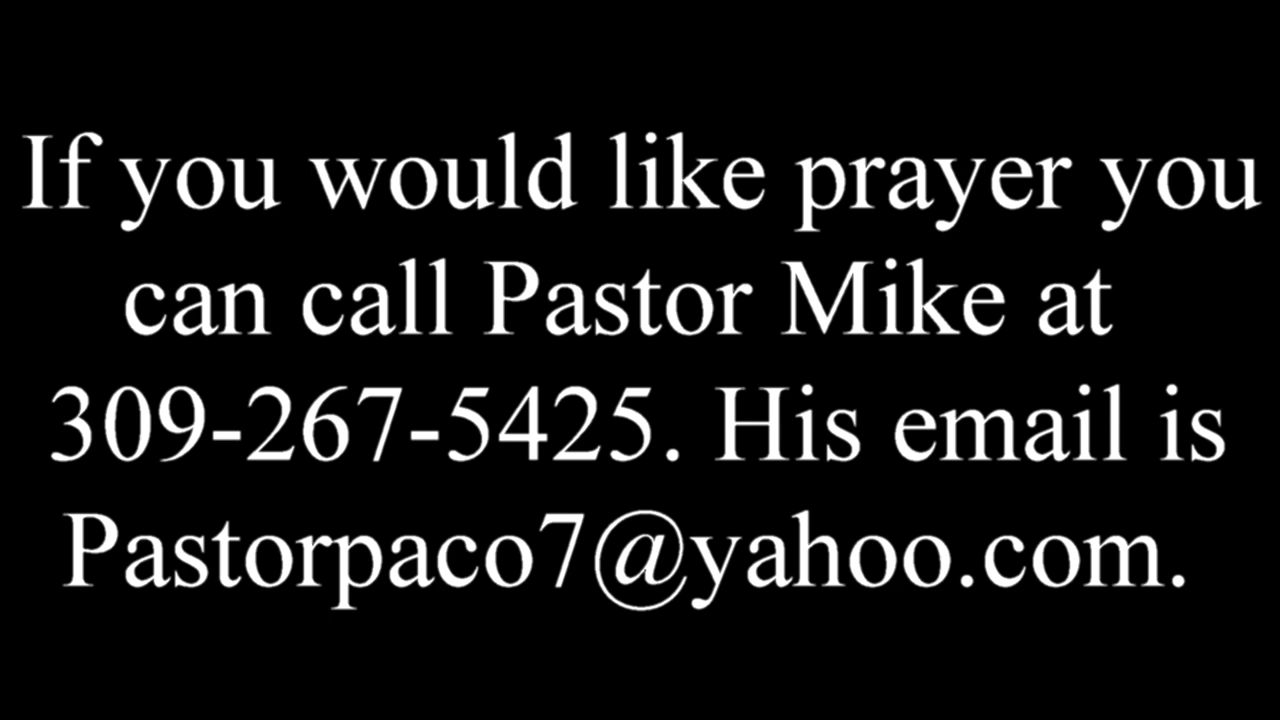 If you would like prayer you
can call Pastor Mike at
309-267-5425. His email is
Pastorpaco7@yahoo.com.